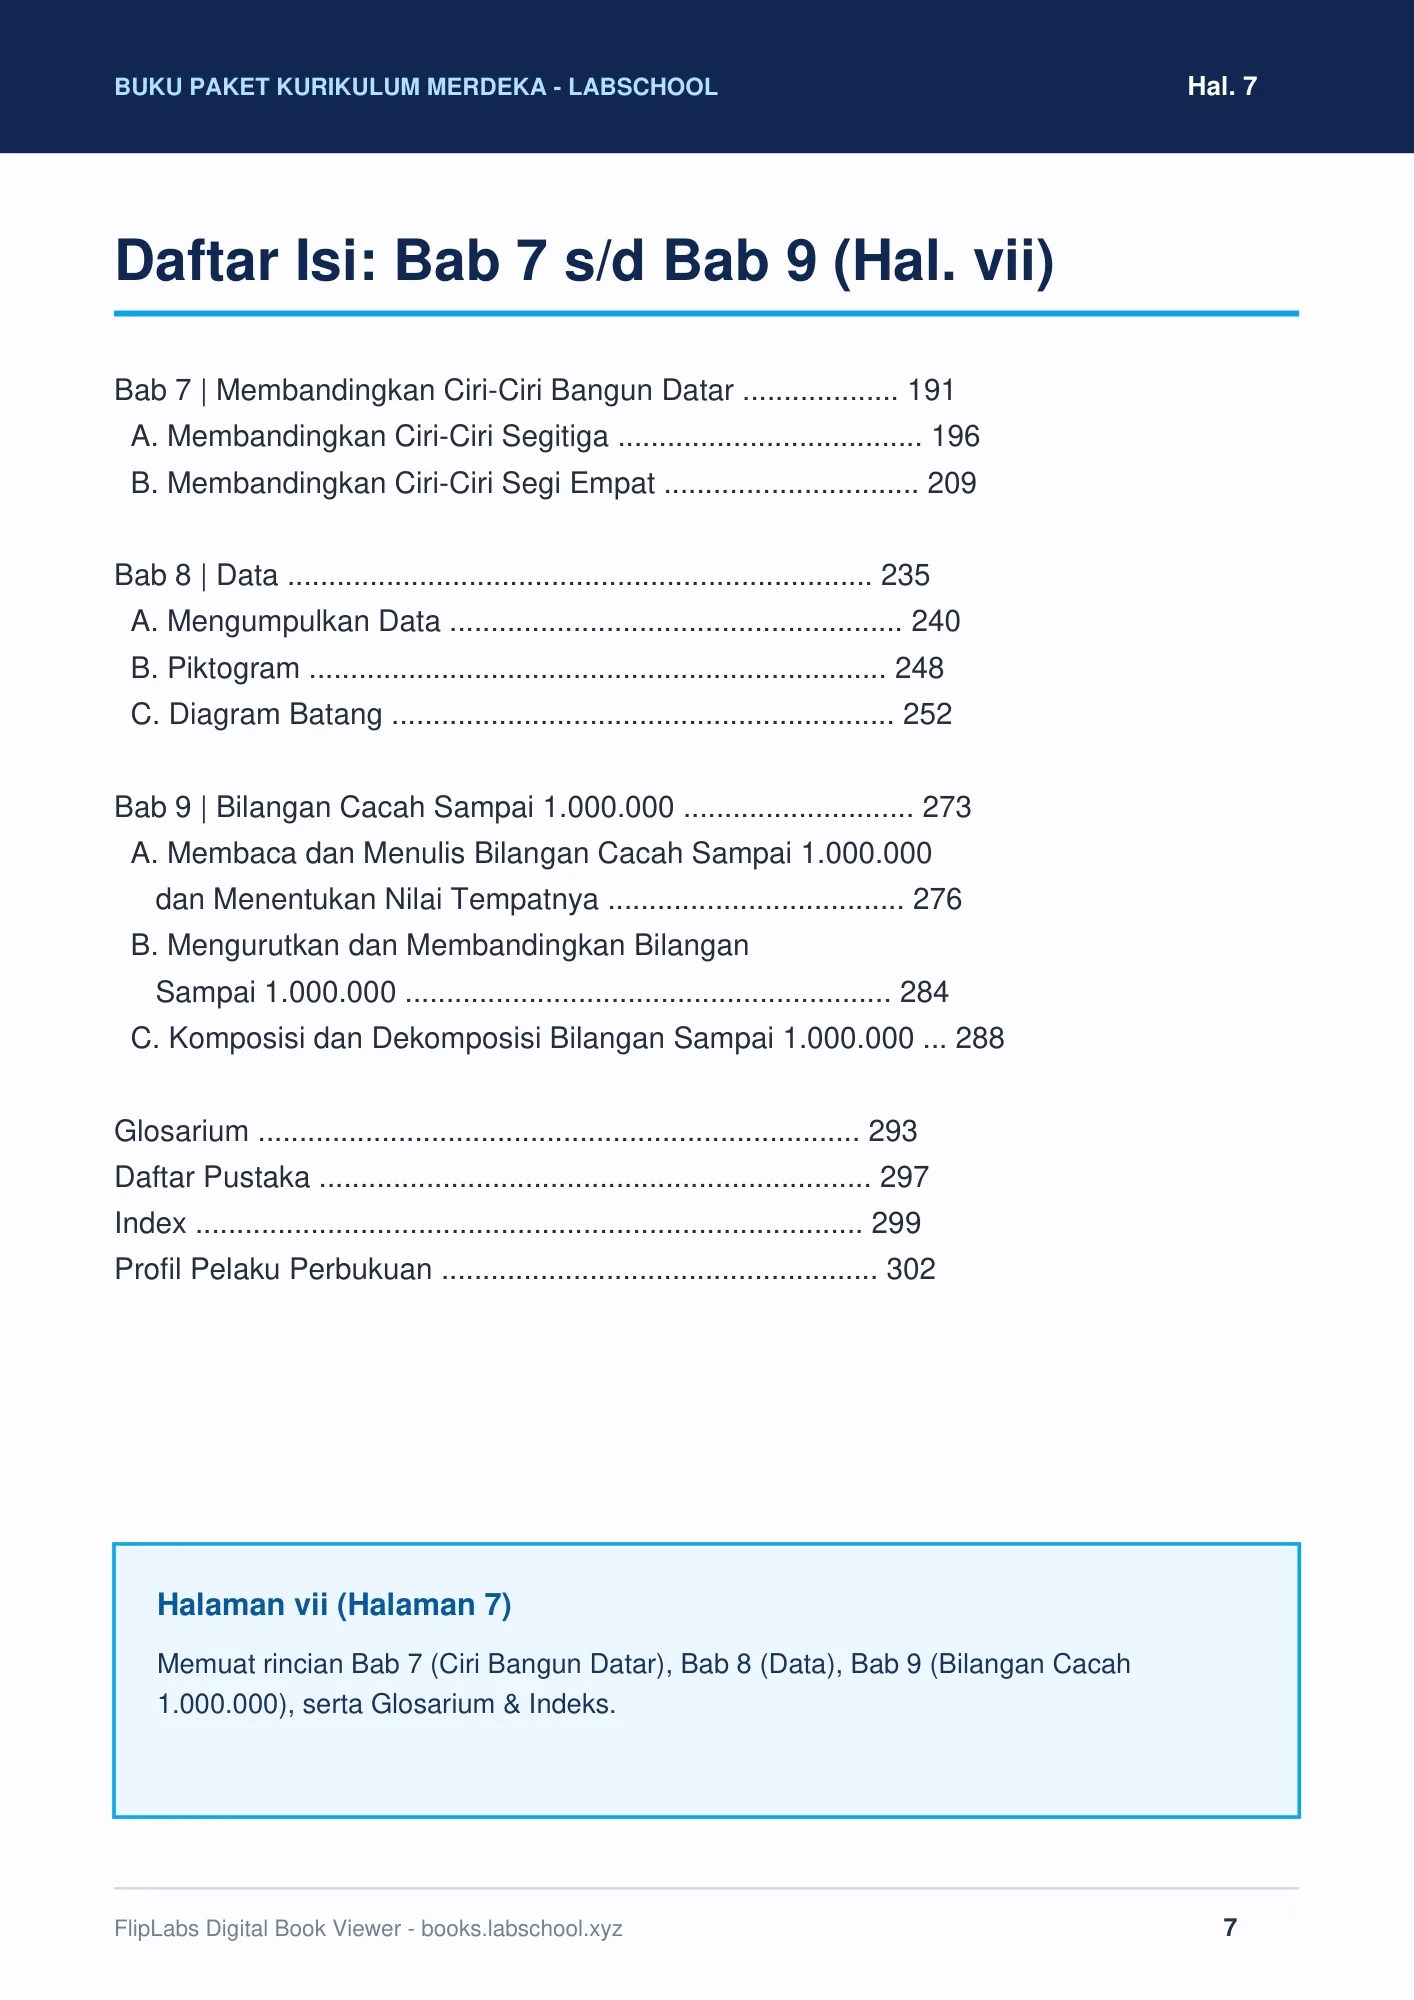 BUKU PAKET KURIKULUM MERDEKA - LABSCHOOL
Hal. 7
Daftar Isi: Bab 7 s/d Bab 9 (Hal. vii)
Bab 7 | Membandingkan Ciri-Ciri Bangun Datar ................... 191
A. Membandingkan Ciri-Ciri Segitiga ..................................... 196
B. Membandingkan Ciri-Ciri Segi Empat ............................... 209
Bab 8 | Data ....................................................................... 235
A. Mengumpulkan Data ....................................................... 240
B. Piktogram ...................................................................... 248
C. Diagram Batang ............................................................. 252
Bab 9 | Bilangan Cacah Sampai 1.000.000 ............................ 273
A. Membaca dan Menulis Bilangan Cacah Sampai 1.000.000
dan Menentukan Nilai Tempatnya .................................... 276
B. Mengurutkan dan Membandingkan Bilangan
Sampai 1.000.000 ........................................................... 284
C. Komposisi dan Dekomposisi Bilangan Sampai 1.000.000 ... 288
Glosarium ......................................................................... 293
Daftar Pustaka ................................................................... 297
Index ................................................................................. 299
Profil Pelaku Perbukuan ..................................................... 302
Halaman vii (Halaman 7)
Memuat rincian Bab 7 (Ciri Bangun Datar), Bab 8 (Data), Bab 9 (Bilangan Cacah
1.000.000), serta Glosarium & Indeks.
FlipLabs Digital Book Viewer - books.labschool.xyz
7